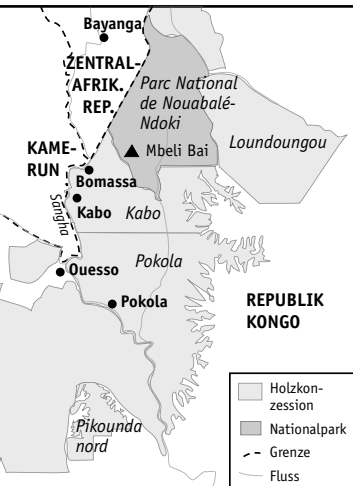 Bayanga
ZENTRAL-
AFRIK.
REP.
Parc National
de Nouabalé-
Ndoki
Loundoungou
KAME-
RUN
Mbeli Bai
Bomassa
Sangha
Kabo
Kabo
Pokola
Ouesso
Pokola
REPUBLIK
KONGO
Pikounda
nord
Holzkon-
zession
Nationalpark
Grenze
Fluss